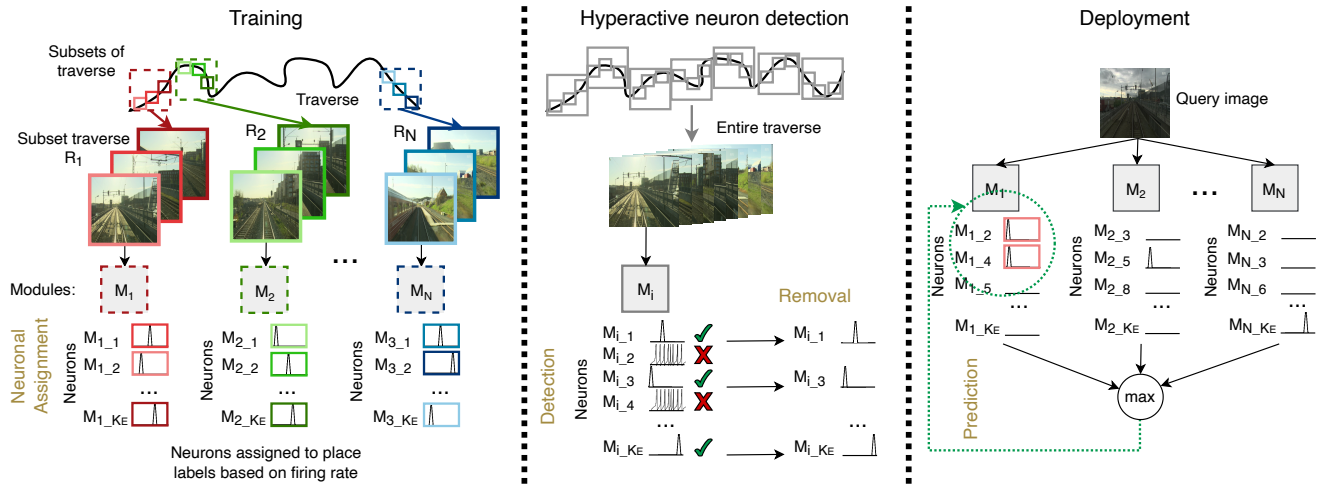 Training
Subsets of
traverse
Traverse
Subset traverse
R1
R2
RN
...
Modules:
M1
M2
MN
Neuronal
Assignment
Neurons
M1_1
M1_2
...
M1_KE
Neurons
M2_1
M2_2
...
M2_KE
Neurons
M3_1
M3_2
...
M3_KE
Neurons assigned to place
labels based on firing rate
Hyperactive neuron detection
Entire traverse
Mi
Removal
Detection
Neurons
Mi_1
Mi_2
Mi_3
Mi_4
...
Mi_KE
Mi_1
Mi_3
...
Mi_KE
Deployment
Query image
M1
M2
...
MN
Neurons
M1_2
M1_4
M1_5
...
M1_KE
Neurons
M2_3
M2_5
M2_8
...
M2_KE
Neurons
MN_2
MN_3
MN_6
...
MN_KE
Prediction
max